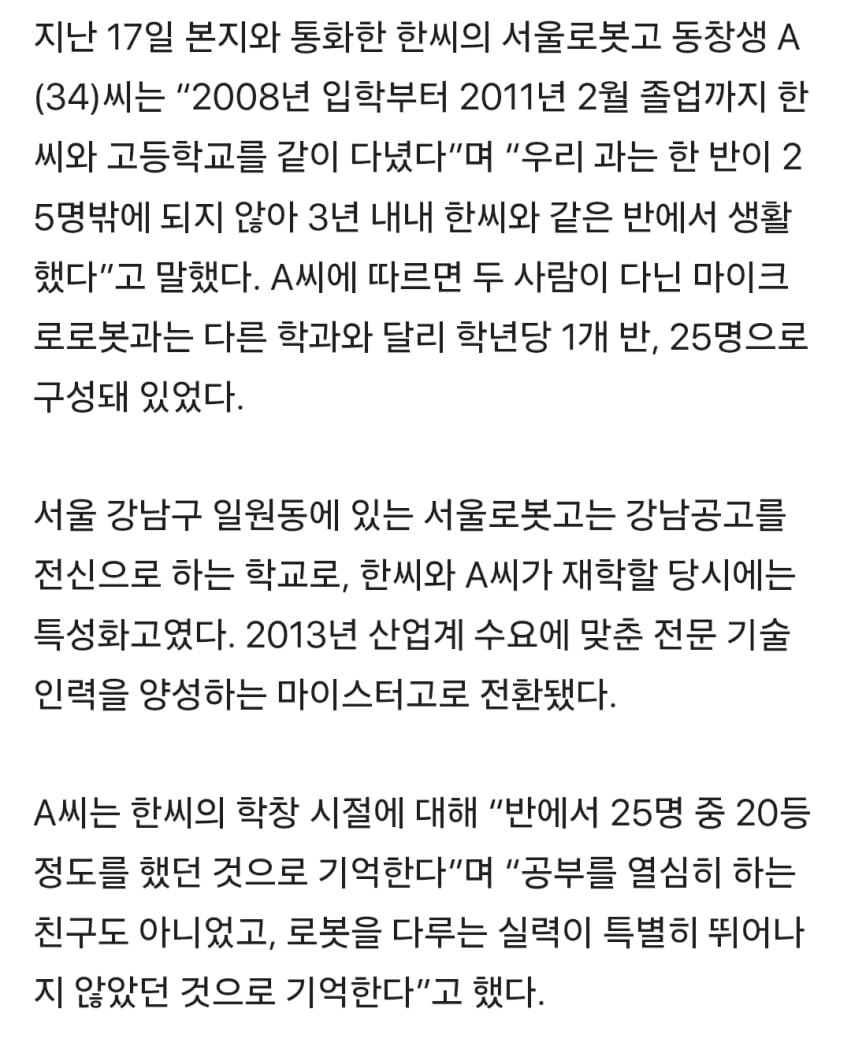 지난 17일 본지와 통화한 한씨의 서울로봇고 동창생 A
(34)씨는 “2008년 입학부터 2011년 2월 졸업까지 한
씨와 고등학교를 같이 다녔다”며 “우리 과는 한 반이 2
5명밖에 되지 않아 3년 내내 한씨와 같은 반에서 생활
했다”고 말했다. A씨에 따르면 두 사람이 다닌 마이크
로로봇과는 다른 학과와 달리 학년당 1개 반, 25명으로
구성돼 있었다.
서울 강남구 일원동에 있는 서울로봇고는 강남공고를
전신으로 하는 학교로, 한씨와 A씨가 재학할 당시에는
특성화고였다. 2013년 산업계 수요에 맞춘 전문 기술
인력을 양성하는 마이스터고로 전환됐다.
A씨는 한씨의 학창 시절에 대해 “반에서 25명 중 20등
정도를 했던 것으로 기억한다”며 “공부를 열심히 하는
친구도 아니었고, 로봇을 다루는 실력이 특별히 뛰어나
지 않았던 것으로 기억한다”고 했다.